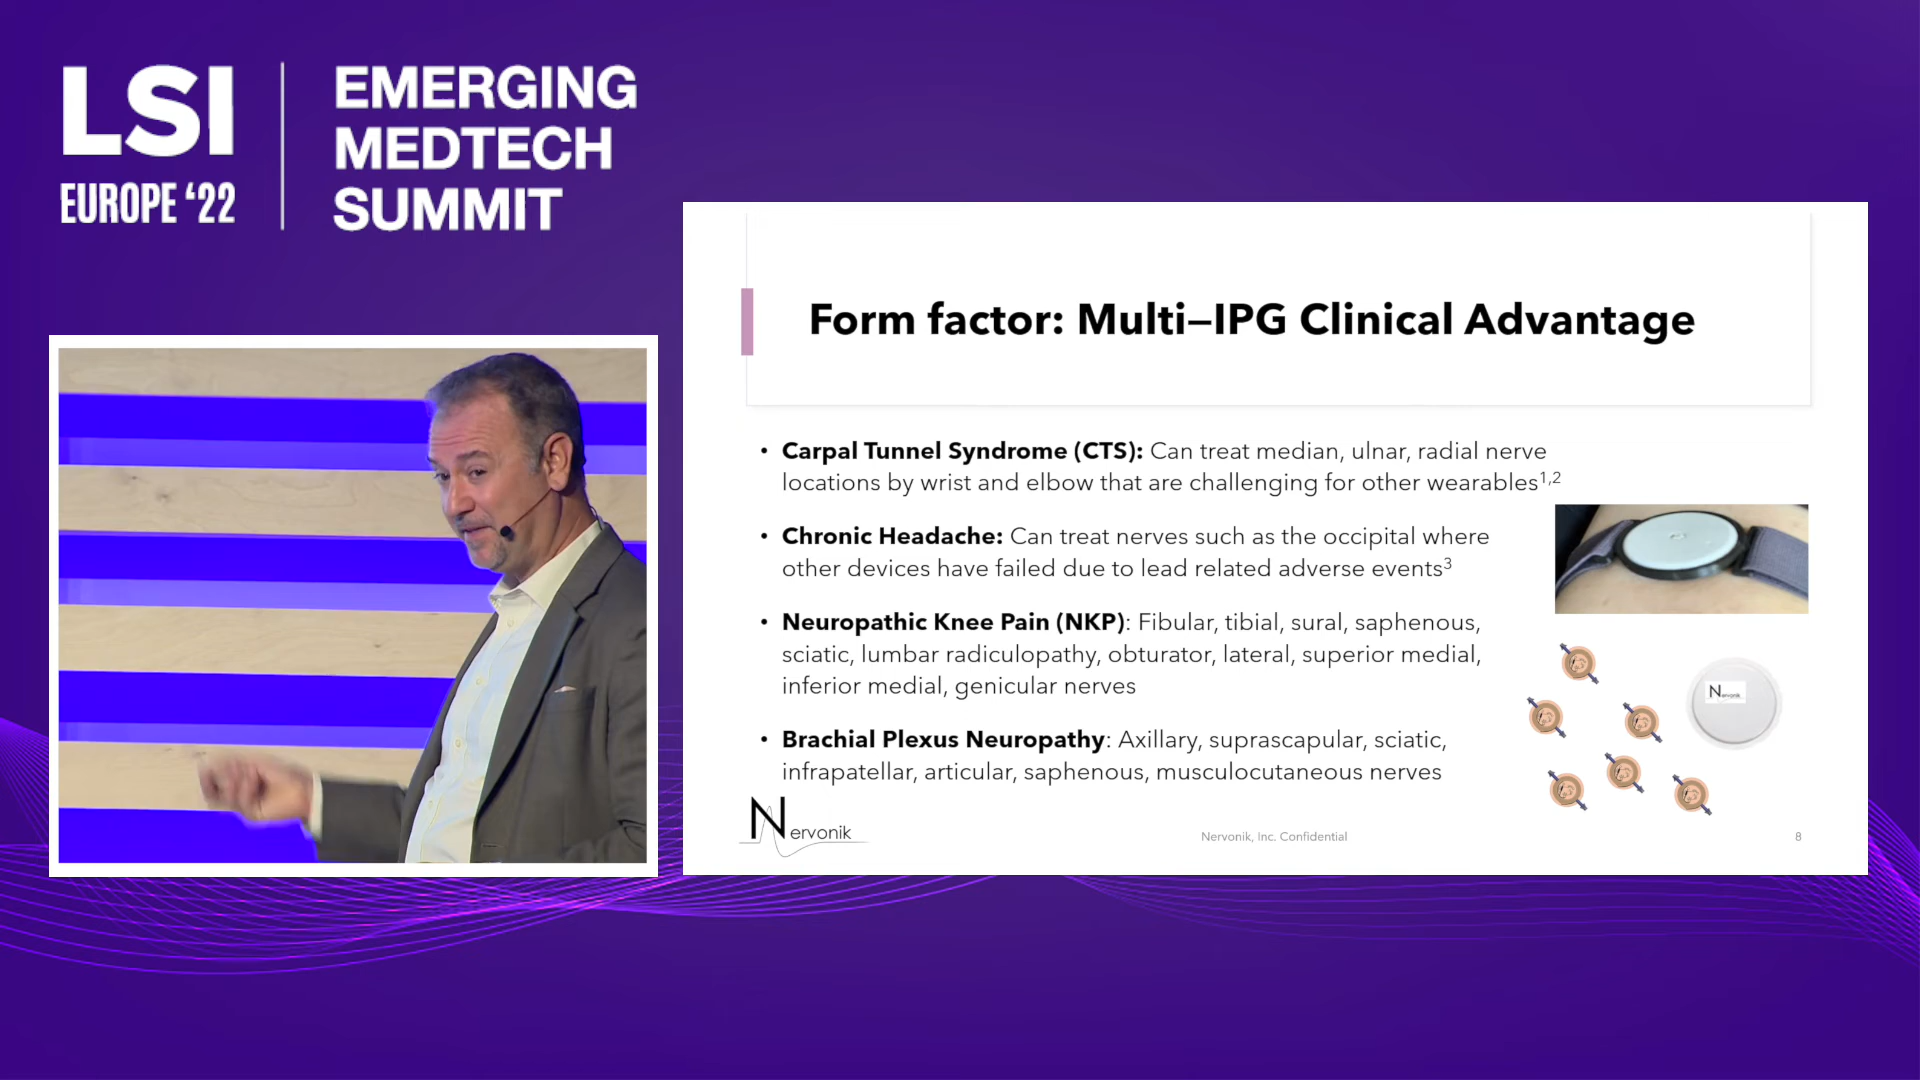 LSI
EUROPE ‘22
EMERGING
MEDTECH
SUMMIT
Form factor: Multi–IPG Clinical Advantage
• Carpal Tunnel Syndrome (CTS): Can treat median, ulnar, radial nerve
locations by wrist and elbow that are challenging for other wearables1,2
• Chronic Headache: Can treat nerves such as the occipital where
other devices have failed due to lead related adverse events3
• Neuropathic Knee Pain (NKP): Fibular, tibial, sural, saphenous,
sciatic, lumbar radiculopathy, obturator, lateral, superior medial,
inferior medial, genicular nerves
• Brachial Plexus Neuropathy: Axillary, suprascapular, sciatic,
infrapatellar, articular, saphenous, musculocutaneous nerves
Nervonik
Nervonik
Nervonik, Inc. Confidential
8